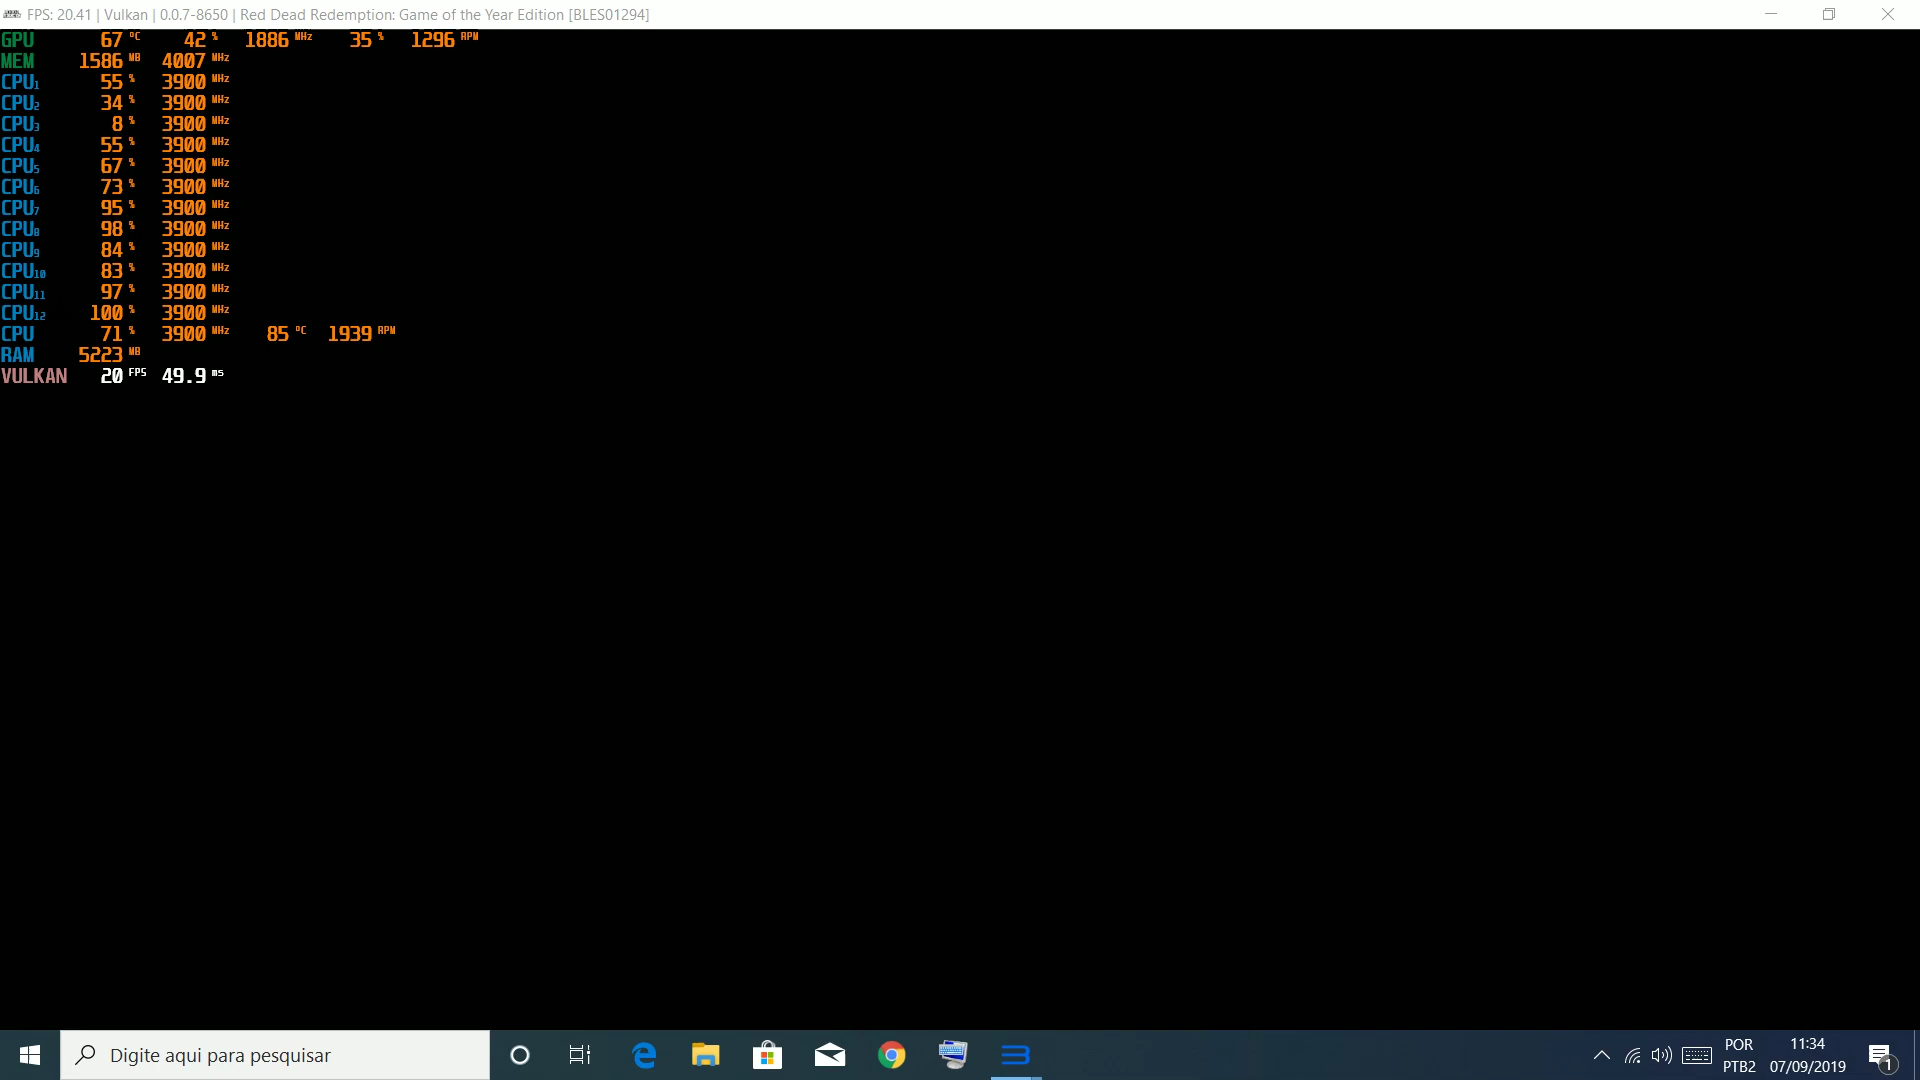 FPS: 20.41 | Vulkan | 0.0.7-8650 | Red Dead Redemption: Game of the Year Edition [BLES01294]
GPU 67 °C 42 % 1886 MHz 35 % 1296 RPM
MEM 1586 MB 4007 MHz
CPU1 55 % 3900 MHz
CPU2 34 % 3900 MHz
CPU3 8 % 3900 MHz
CPU4 55 % 3900 MHz
CPU5 67 % 3900 MHz
CPU6 73 % 3900 MHz
CPU7 95 % 3900 MHz
CPU8 98 % 3900 MHz
CPU9 84 % 3900 MHz
CPU10 83 % 3900 MHz
CPU11 97 % 3900 MHz
CPU12 100 % 3900 MHz
CPU 71 % 3900 MHz 85 °C 1939 RPM
RAM 5223 MB
VULKAN 20 FPS 49.9 ms
Digite aqui para pesquisar
POR
PTB2
11:34
07/09/2019
1